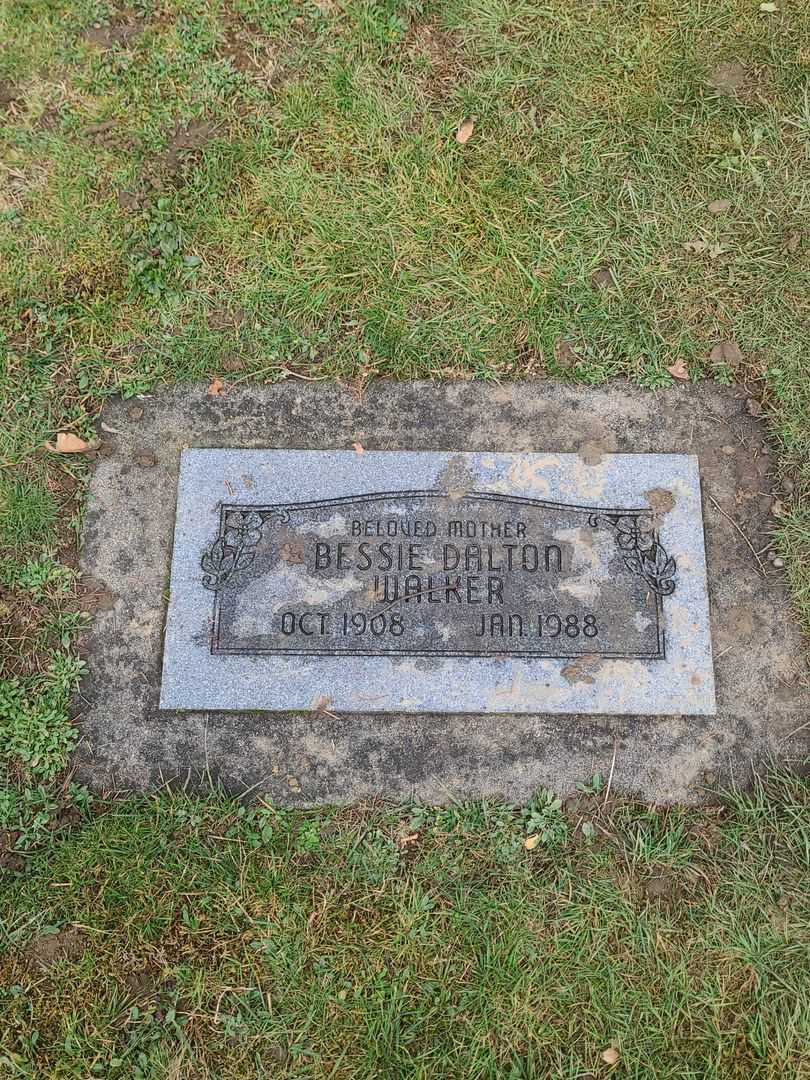 BELOVED MOTHER
BESSIE DALTON
WALKER
OCT. 1908 JAN. 1988